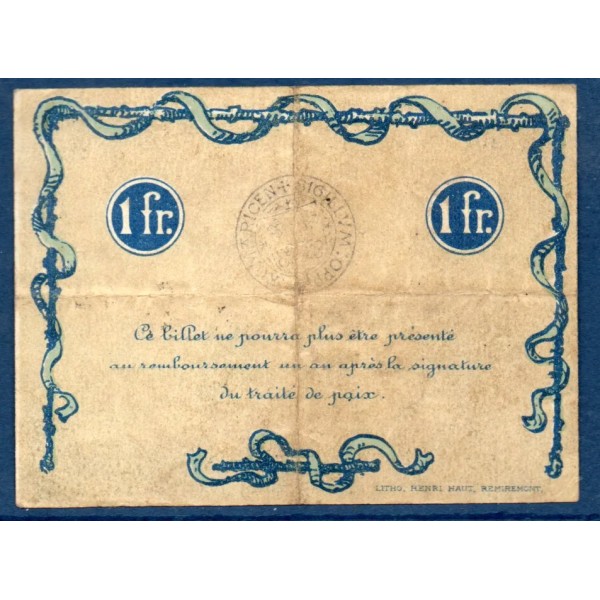 1 fr. 1 fr.
SIGILLVM
Ce billet ne pourra plus être présenté
au remboursement un an après la signature
du traité de paix.
LITHO, HENRI HAUT, REMIREMONT.